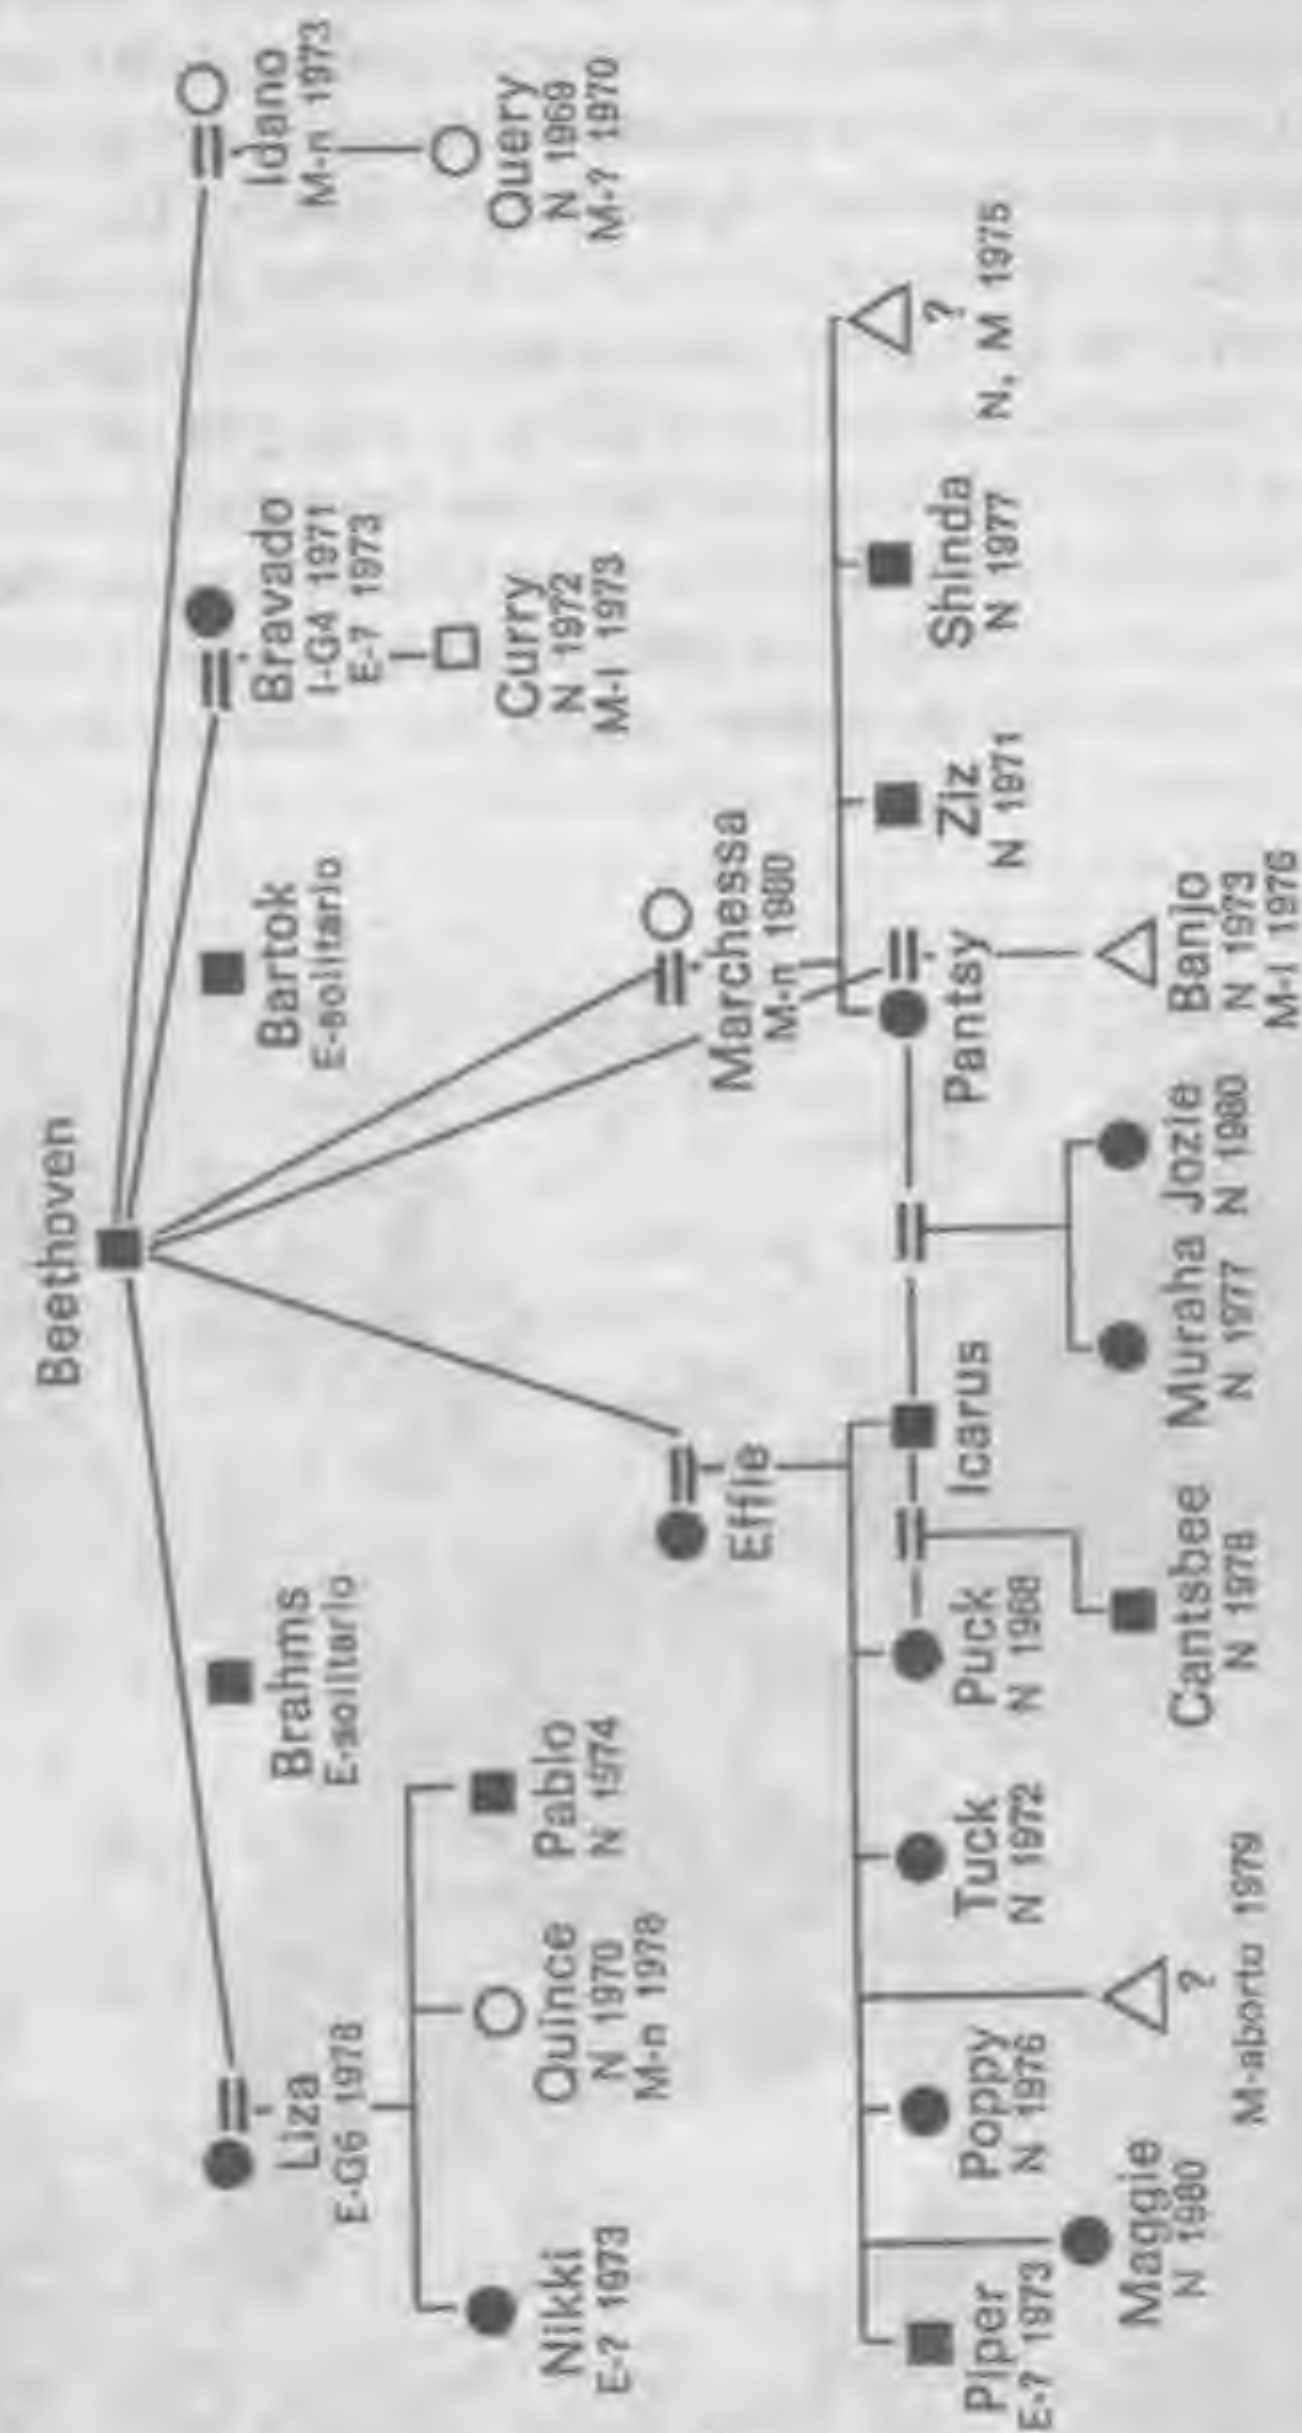 Beethoven
Liza
E-G6 1978
Brahms
E-solitario
Bartok
E-solitario
Bravado
I-G4 1971
E-? 1973
Idano
M-n 1973
Nikki
E-? 1973
Quince
N 1970
M-n 1978
Pablo
N 1974
Curry
N 1972
M-I 1973
Query
N 1969
M-? 1970
Effie
Marchessa
M-n 1980
Piper
E-? 1973
Poppy
N 1976
Tuck
N 1972
Puck
N 1968
Icarus
Pantsy
Ziz
N 1971
Shinda
N 1977
?
N, M 1975
Maggie
N 1980
?
M-aborto 1979
Cantsbee
N 1978
Muraha
N 1977
Jozie
N 1980
Banjo
N 1973
M-I 1976